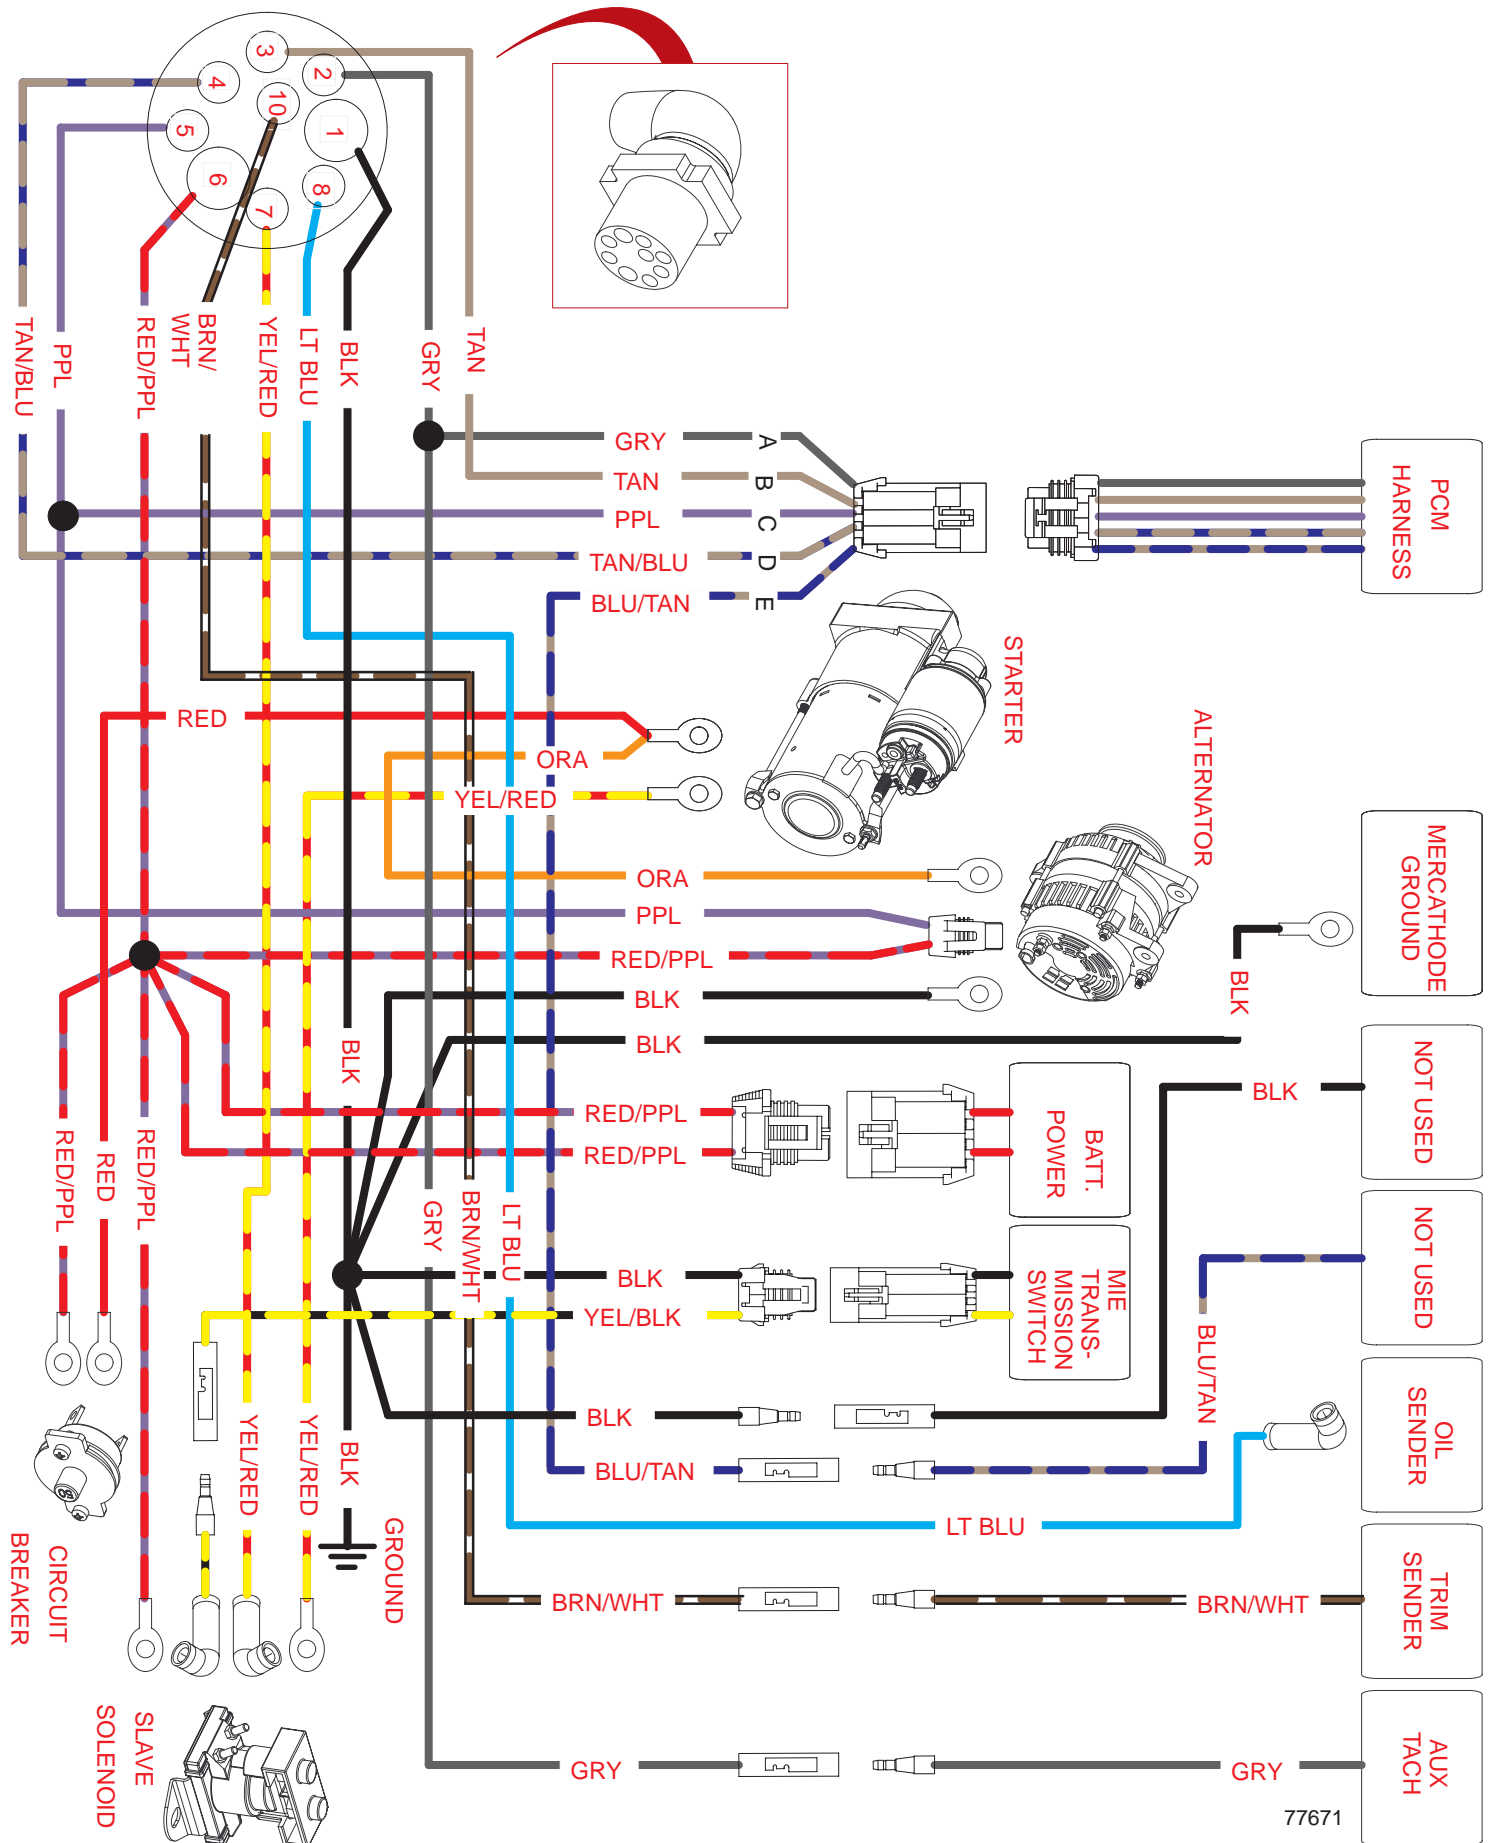 3
2
4
10
1
5
6
8
7
TAN/BLU
PPL
RED/PPL
BRN/
WHT
YEL/RED
LT BLU
BLK
GRY
TAN
GRY
A
TAN
B
PPL
C
TAN/BLU
D
BLU/TAN
E
PCM
HARNESS
STARTER
RED
ORA
YEL/RED
ALTERNATOR
ORA
PPL
RED/PPL
BLK
BLK
BLK
MERCATHODE
GROUND
BLK
RED/PPL
RED/PPL
BATT.
POWER
BLK
NOT USED
RED/PPL
RED
RED/PPL
GRY
BRN/WHT
LT BLU
BLK
YEL/BLK
MIE
TRANS-
MISSION
SWITCH
NOT USED
BLU/TAN
BLK
BLU/TAN
YEL/RED
YEL/RED
BLK
OIL
SENDER
LT BLU
50
CIRCUIT
BREAKER
GROUND
BRN/WHT
BRN/WHT
TRIM
SENDER
SLAVE
SOLENOID
GRY
GRY
AUX
TACH
77671